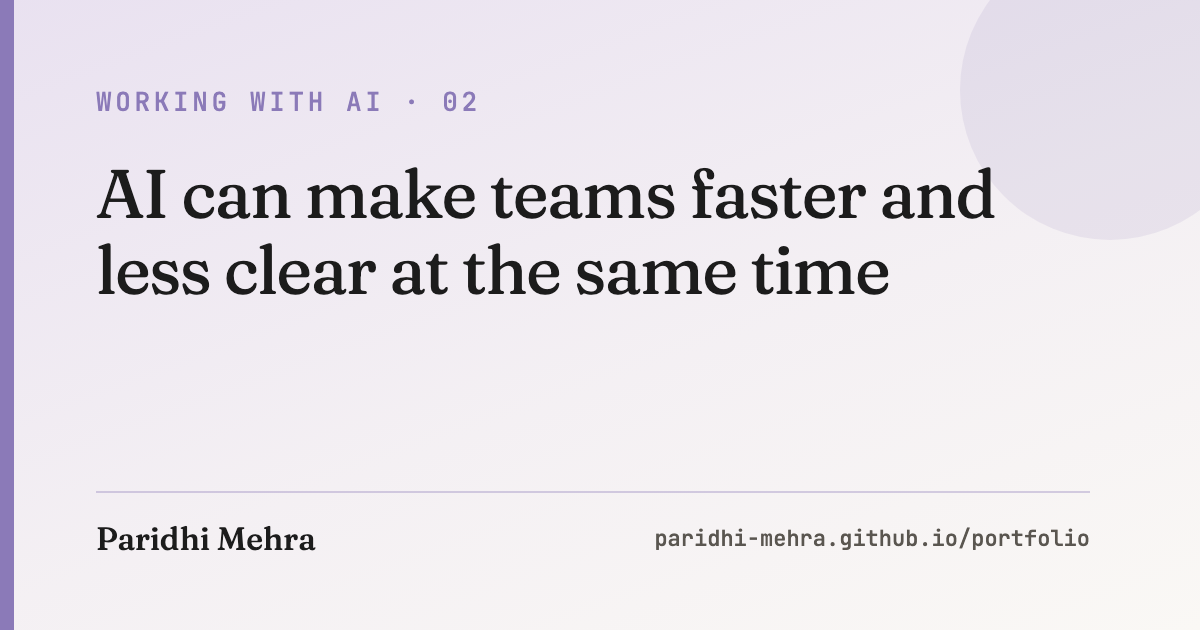 WORKING WITH AI · 02
AI can make teams faster and
less clear at the same time
Paridhi Mehra
paridhi-mehra.github.io/portfolio